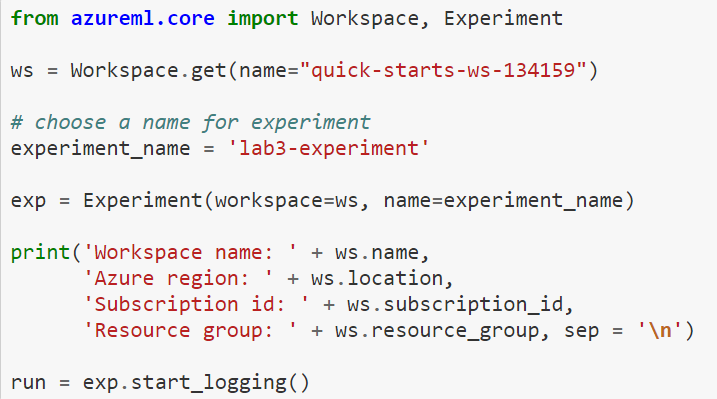 from azureml.core import Workspace, Experiment
ws = Workspace.get(name="quick-starts-ws-134159")
# choose a name for experiment
experiment_name = 'lab3-experiment'
exp = Experiment(workspace=ws, name=experiment_name)
print('Workspace name: ' + ws.name,
      'Azure region: ' + ws.location,
      'Subscription id: ' + ws.subscription_id,
      'Resource group: ' + ws.resource_group, sep = '\n')
run = exp.start_logging()